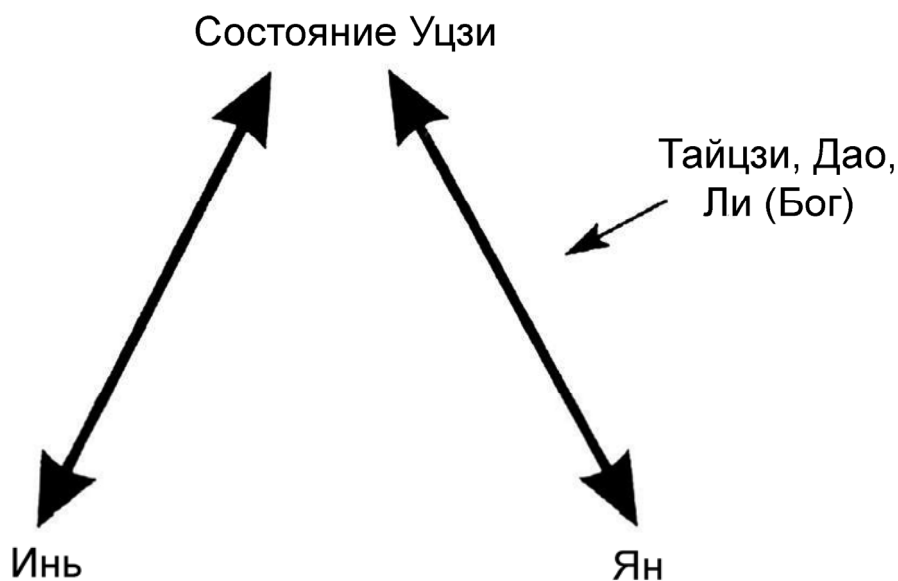 Состояние Уцзи
Тайцзи, Дао,
Ли (Бог)
Инь
Ян